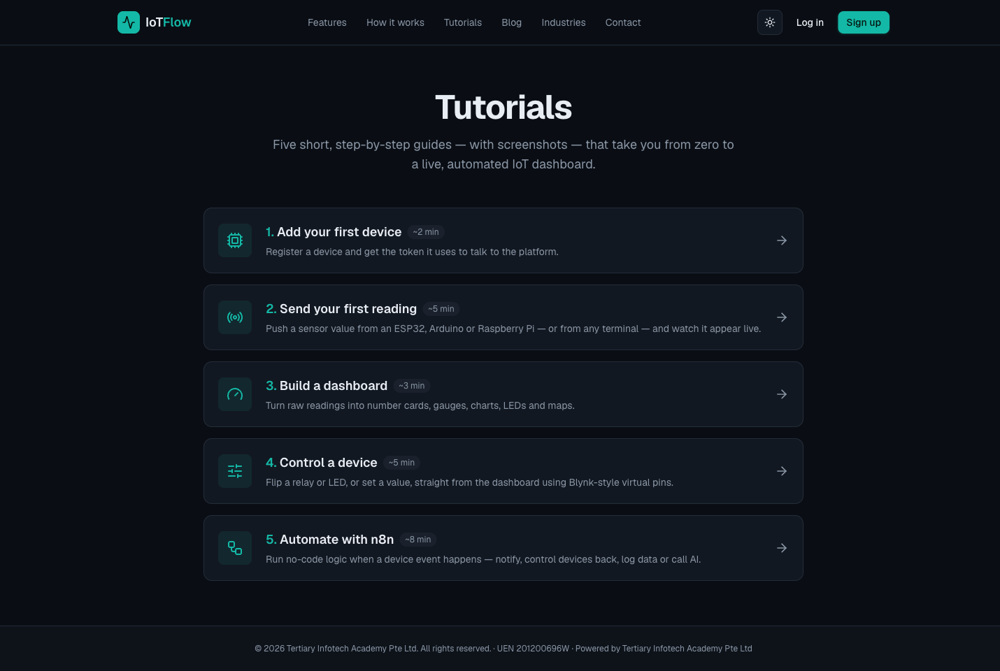 IoTFlow
Features
How it works
Tutorials
Blog
Industries
Contact
Log in
Sign up
Tutorials
Five short, step-by-step guides — with screenshots — that take you from zero to
a live, automated IoT dashboard.
1. Add your first device
~2 min
Register a device and get the token it uses to talk to the platform.
2. Send your first reading
~5 min
Push a sensor value from an ESP32, Arduino or Raspberry Pi — or from any terminal — and watch it appear live.
3. Build a dashboard
~3 min
Turn raw readings into number cards, gauges, charts, LEDs and maps.
4. Control a device
~5 min
Flip a relay or LED, or set a value, straight from the dashboard using Blynk-style virtual pins.
5. Automate with n8n
~8 min
Run no-code logic when a device event happens — notify, control devices back, log data or call AI.
© 2026 Tertiary Infotech Academy Pte Ltd. All rights reserved. · UEN 201200696W · Powered by Tertiary Infotech Academy Pte Ltd